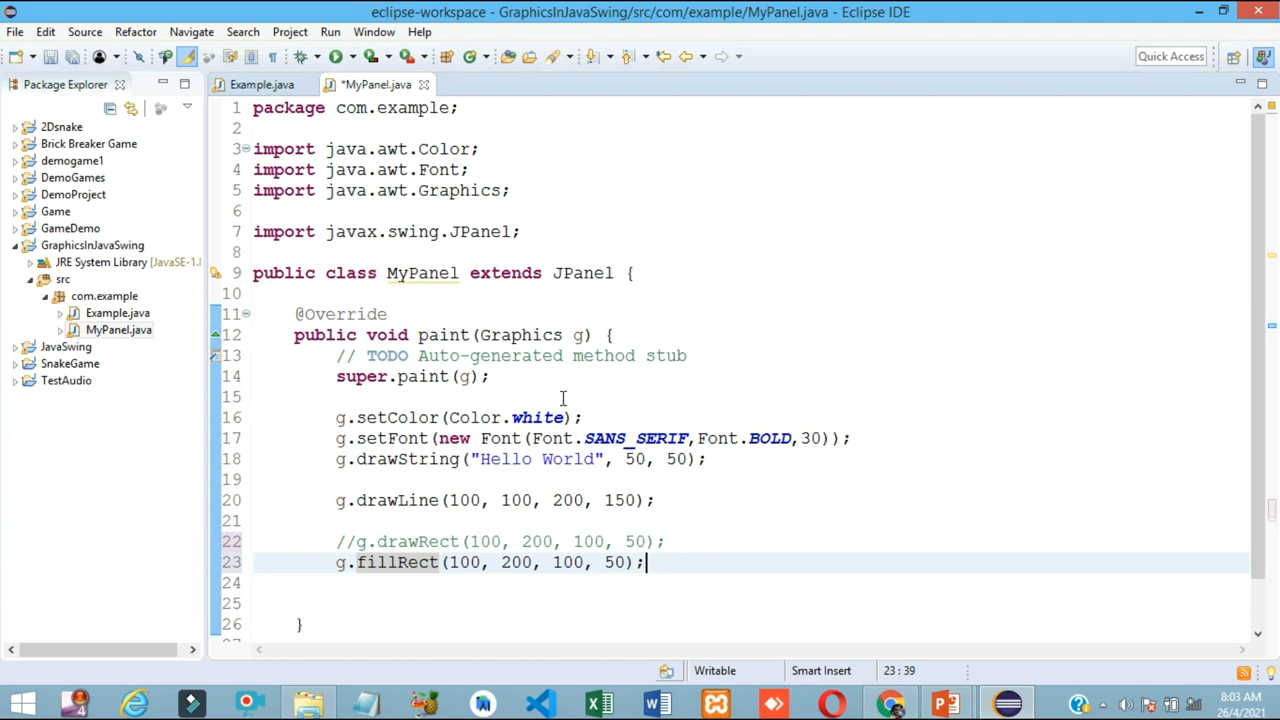 eclipse-workspace - GraphicsInJavaSwing/src/com/example/MyPanel.java - Eclipse IDE
File Edit Source Refactor Navigate Search Project Run Window Help
Quick Access
Package Explorer
Example.java
*MyPanel.java
2Dsnake
Brick Breaker Game
demogame1
DemoGames
DemoProject
Game
GameDemo
GraphicsInJavaSwing
JRE System Library [JavaSE-1.
src
com.example
Example.java
MyPanel.java
JavaSwing
SnakeGame
TestAudio
1 package com.example;
2
3 import java.awt.Color;
4 import java.awt.Font;
5 import java.awt.Graphics;
6
7 import javax.swing.JPanel;
8
9 public class MyPanel extends JPanel {
10
11 @Override
12 public void paint(Graphics g) {
13 // TODO Auto-generated method stub
14 super.paint(g);
15
16 g.setColor(Color.white);
17 g.setFont(new Font(Font.SANS_SERIF,Font.BOLD,30));
18 g.drawString("Hello World", 50, 50);
19
20 g.drawLine(100, 100, 200, 150);
21
22 //g.drawRect(100, 200, 100, 50);
23 g.fillRect(100, 200, 100, 50);
24
25
26 }
27
Writable
Smart Insert
23 : 39
8:03 AM
26/4/2021